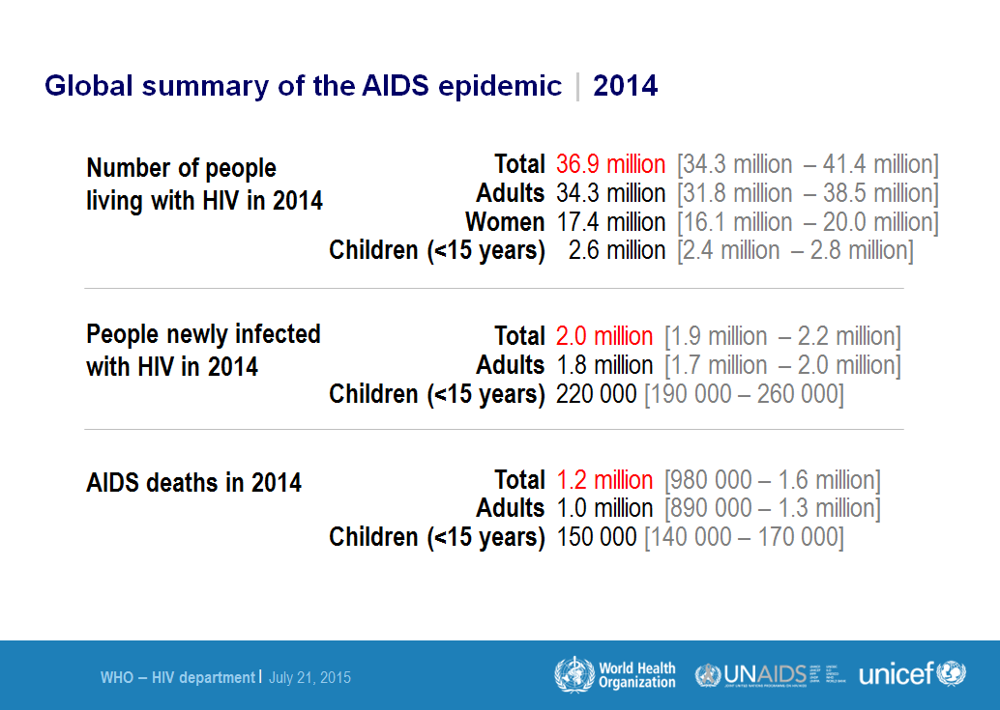 Global summary of the AIDS epidemic | 2014
Number of people
living with HIV in 2014
Total 36.9 million [34.3 million – 41.4 million]
Adults 34.3 million [31.8 million – 38.5 million]
Women 17.4 million [16.1 million – 20.0 million]
Children (<15 years) 2.6 million [2.4 million – 2.8 million]
People newly infected
with HIV in 2014
Total 2.0 million [1.9 million – 2.2 million]
Adults 1.8 million [1.7 million – 2.0 million]
Children (<15 years) 220 000 [190 000 – 260 000]
AIDS deaths in 2014
Total 1.2 million [980 000 – 1.6 million]
Adults 1.0 million [890 000 – 1.3 million]
Children (<15 years) 150 000 [140 000 – 170 000]
WHO – HIV department | July 21, 2015
World Health
Organization
UNAIDS
JOINT UNITED NATIONS PROGRAMME ON HIV/AIDS
unicef